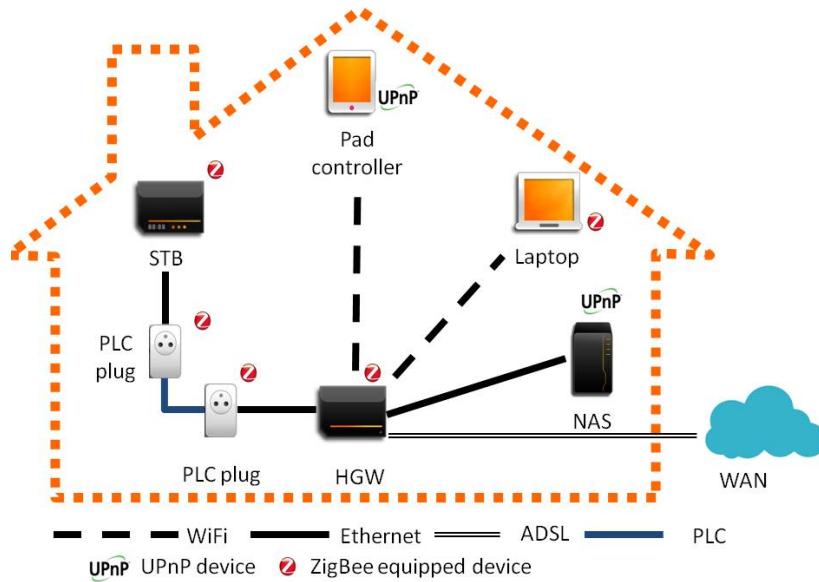 UPnP
Pad
controller
Z
STB
Z
Laptop
UPnP
Z
PLC
plug
Z
Z
NAS
PLC plug
HGW
WAN
WiFi
Ethernet
ADSL
PLC
UPnP UPnP device
Z ZigBee equipped device